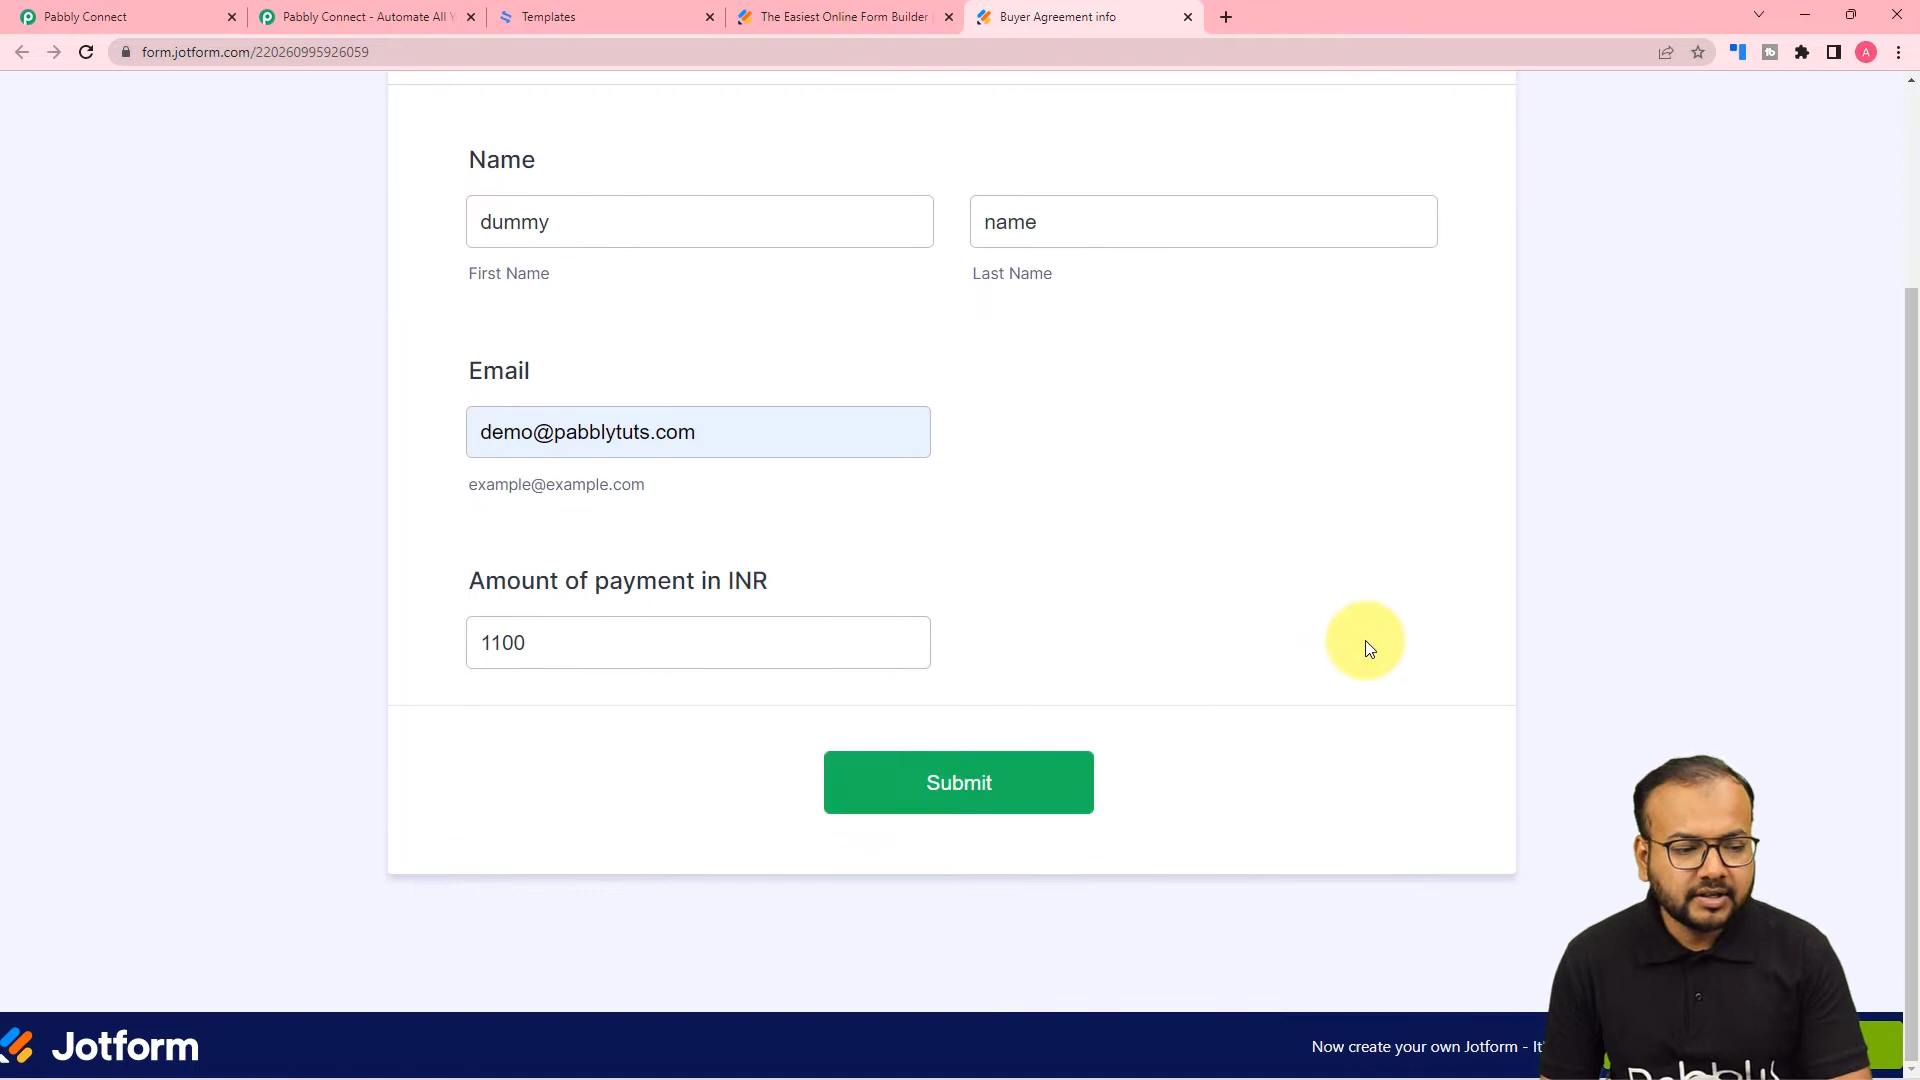 Pabbly Connect
Pabbly Connect - Automate All Y
Templates
The Easiest Online Form Builder
Buyer Agreement info
form.jotform.com/220260995926059
A
Name
dummy
name
First Name
Last Name
Email
demo@pabblytuts.com
example@example.com
Amount of payment in INR
1100
Submit
Jotform
Now create your own Jotform - It'
Pabbly